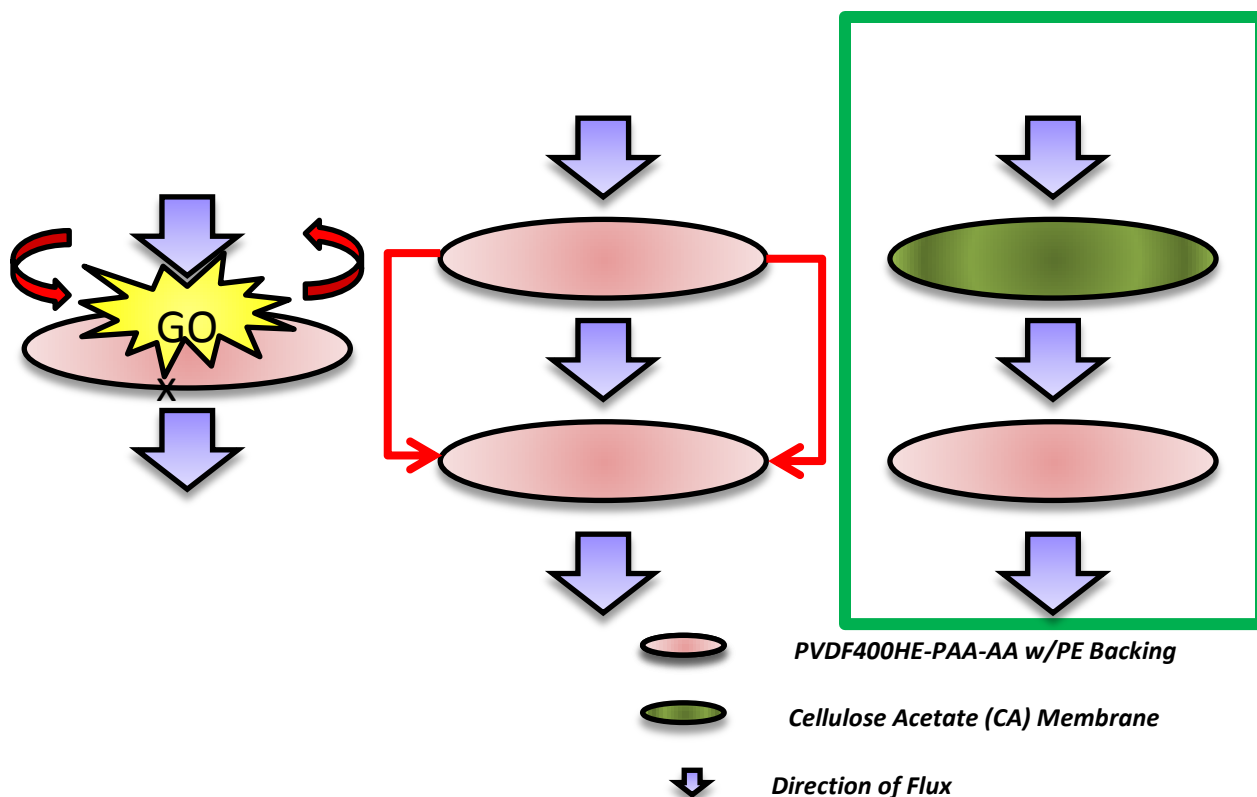 GO
x
PVDF400HE-PAA-AA w/PE Backing
Cellulose Acetate (CA) Membrane
Direction of Flux